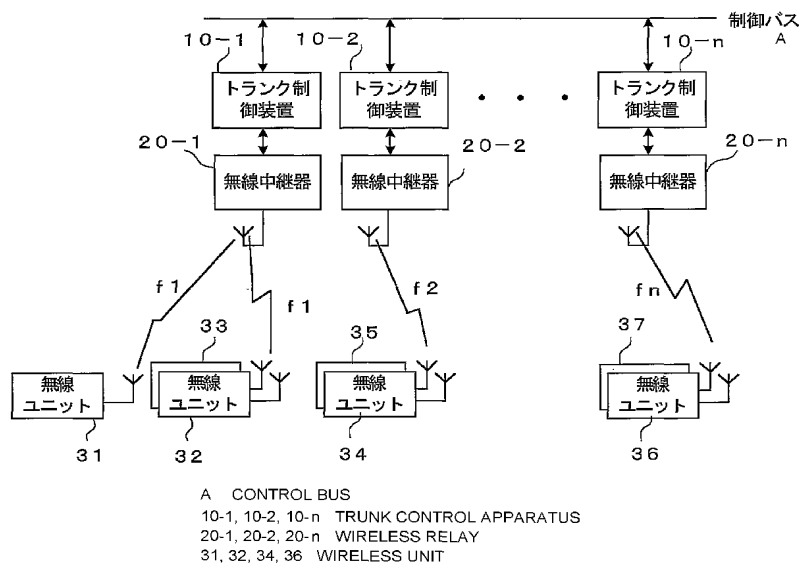 制御バス
A
10-1
10-2
10-n
トランク制
御装置
トランク制
御装置
・・・
トランク制
御装置
20-1
20-2
20-n
無線中継器
無線中継器
無線中継器
f1
f1
f2
fn
33
35
37
無線
ユニット
無線
ユニット
無線
ユニット
無線
ユニット
31
32
34
36
A CONTROL BUS
10-1, 10-2, 10-n TRUNK CONTROL APPARATUS
20-1, 20-2, 20-n WIRELESS RELAY
31, 32, 34, 36 WIRELESS UNIT